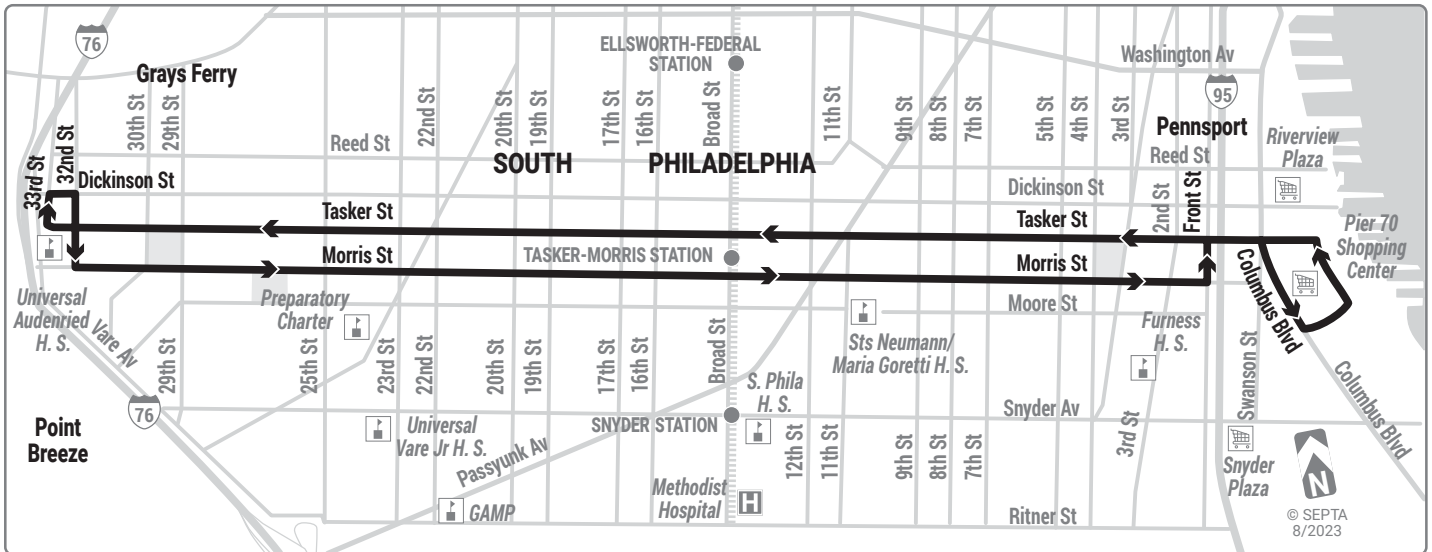 76
Grays Ferry
ELLSWORTH-FEDERAL
STATION
Washington Av
95
Pennsport
Riverview
Plaza
33rd St
32nd St
30th St
29th St
22nd St
20th St
19th St
17th St
16th St
Broad St
11th St
9th St
8th St
7th St
5th St
4th St
3rd St
Reed St
Reed St
SOUTH PHILADELPHIA
Dickinson St
Dickinson St
2nd St
Front St
Tasker St
Tasker St
Pier 70
Shopping
Center
TASKER-MORRIS STATION
Morris St
Morris St
Columbus Blvd
Universal
Audenried
H. S.
Vare Av
Preparatory
Charter
Moore St
Sts Neumann/
Maria Goretti H. S.
Furness
H. S.
29th St
25th St
23rd St
22nd St
20th St
19th St
17th St
16th St
Broad St
S. Phila
H. S.
Swanson St
Columbus Blvd
76
Point
Breeze
Universal
Vare Jr H. S.
SNYDER STATION
Snyder Av
Passyunk Av
12th St
11th St
9th St
8th St
7th St
3rd St
Snyder
Plaza
N
Methodist
Hospital
H
GAMP
Ritner St
© SEPTA
8/2023